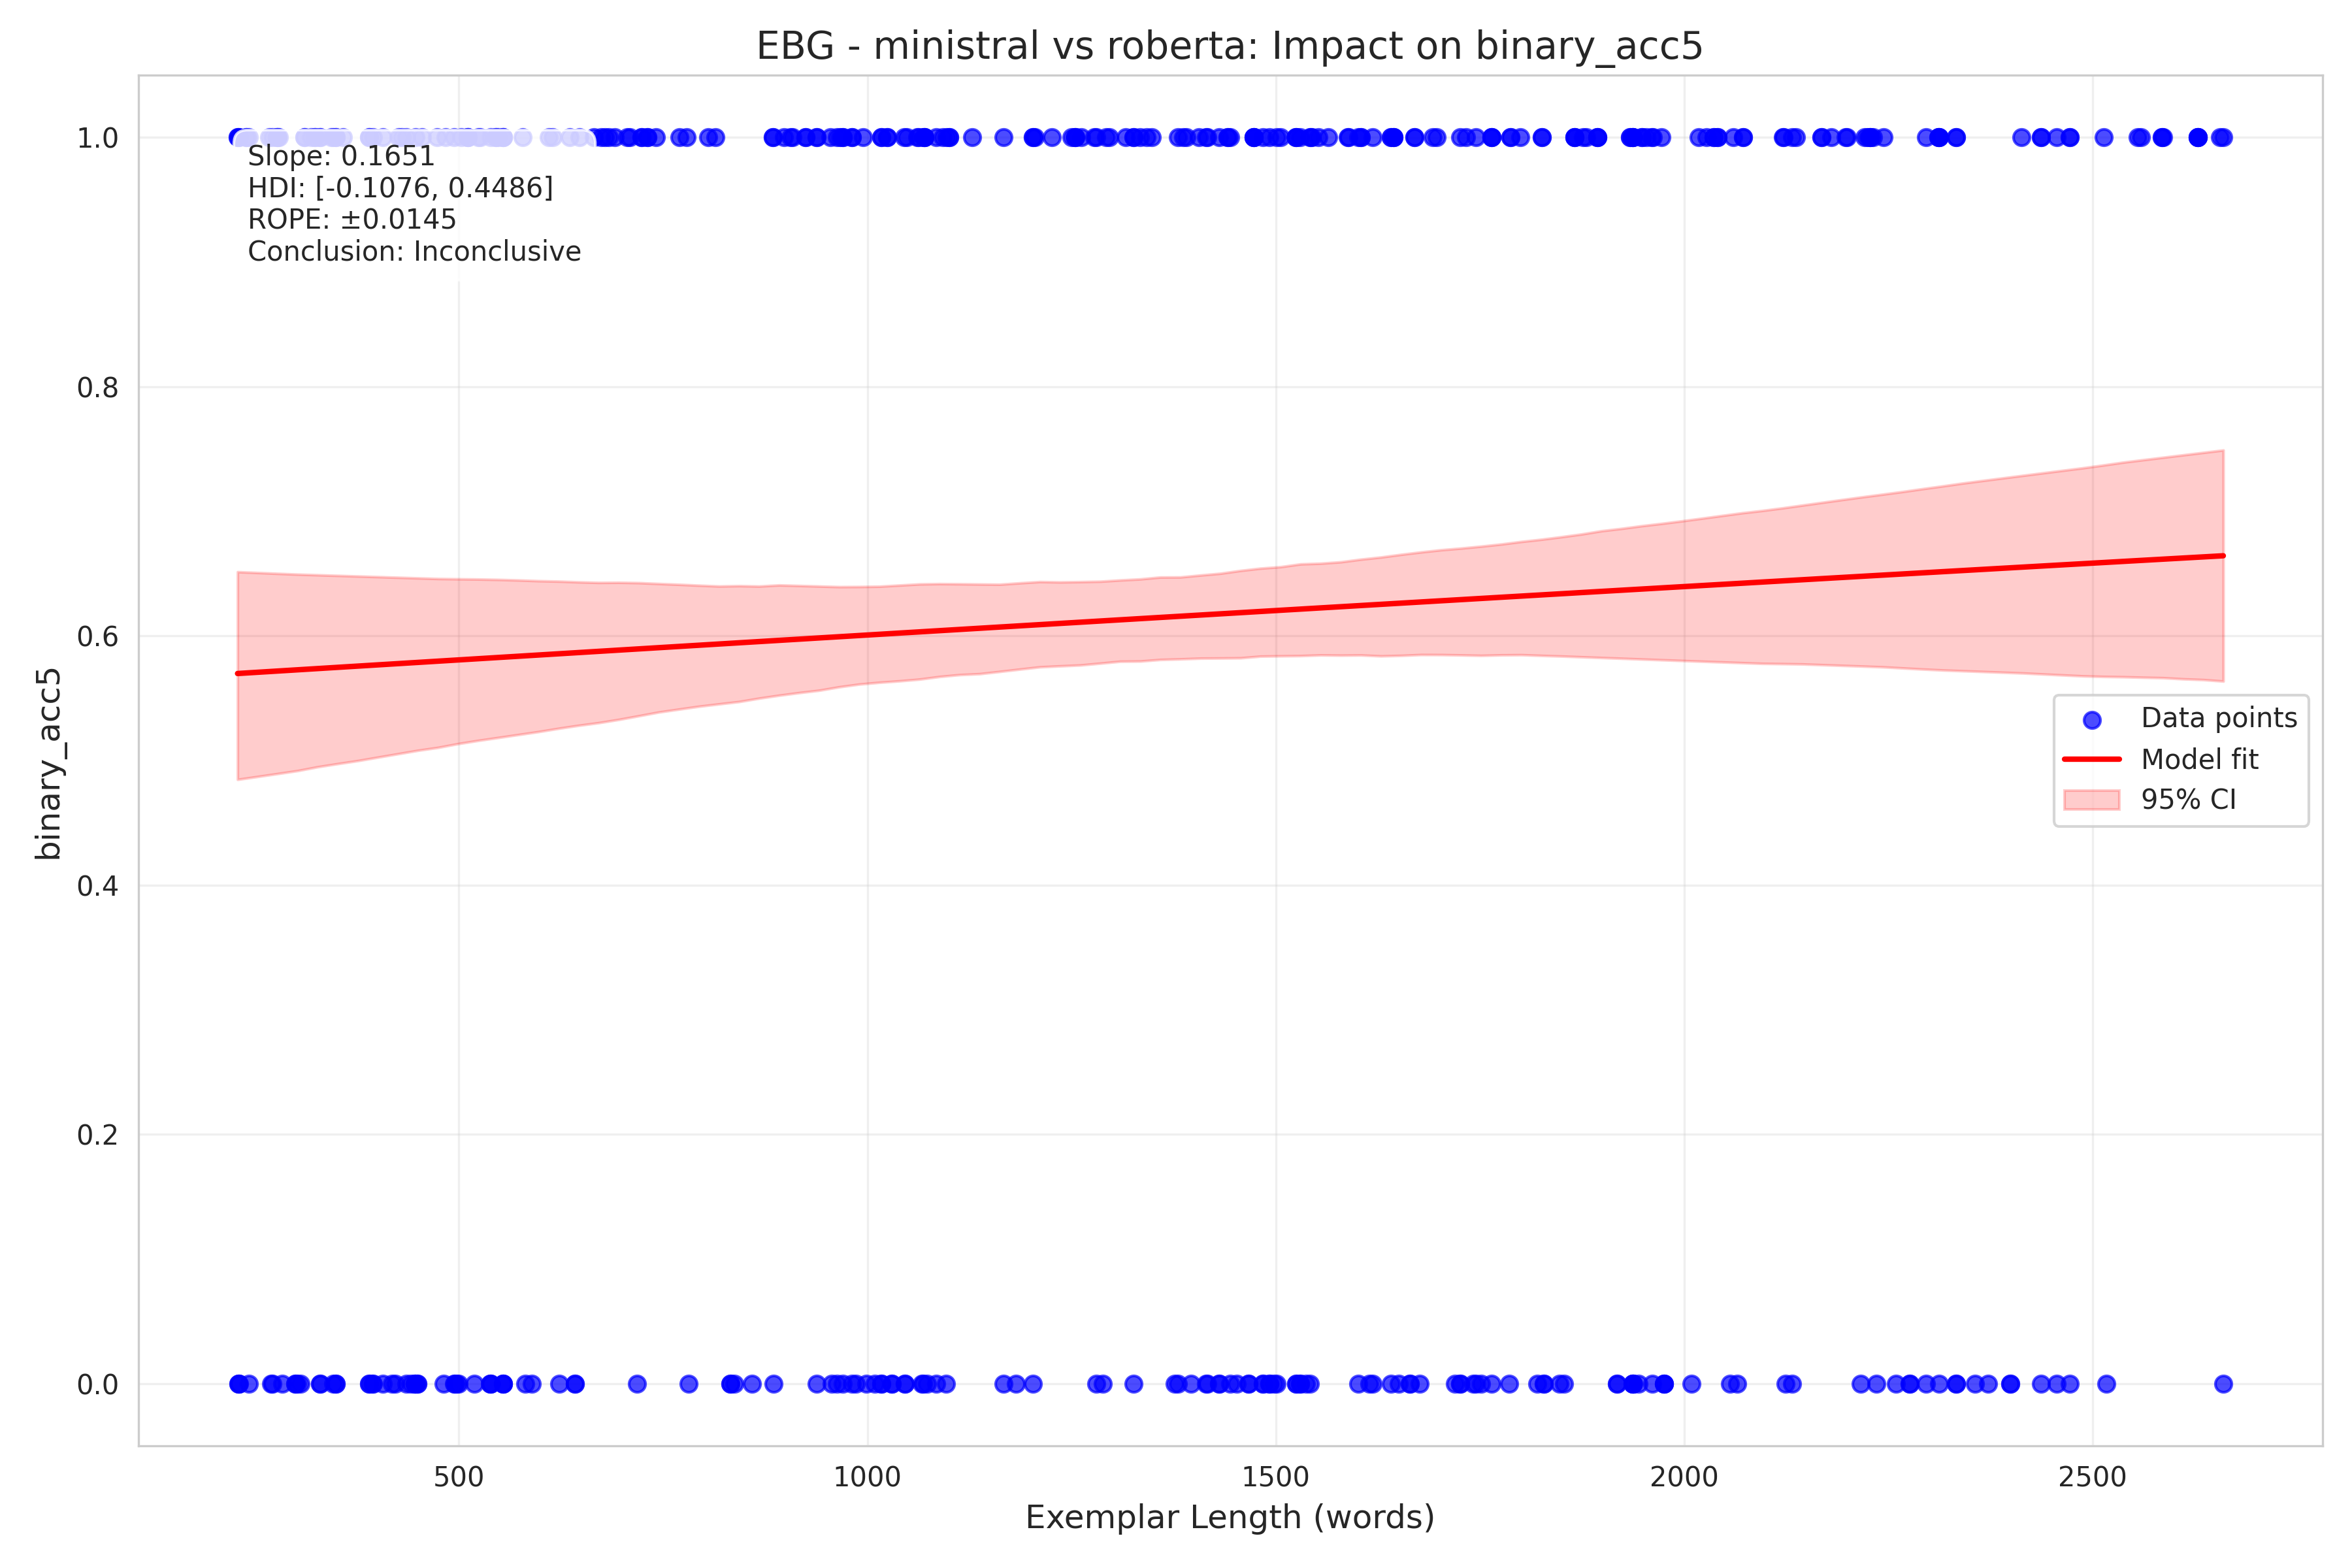 EBG - ministral vs roberta: Impact on binary_acc5
1.0
0.8
0.6
0.4
0.2
0.0
binary_acc5
Slope: 0.1651
HDI: [-0.1076, 0.4486]
ROPE: ±0.0145
Conclusion: Inconclusive
Data points
Model fit
95% CI
500
1000
1500
2000
2500
Exemplar Length (words)